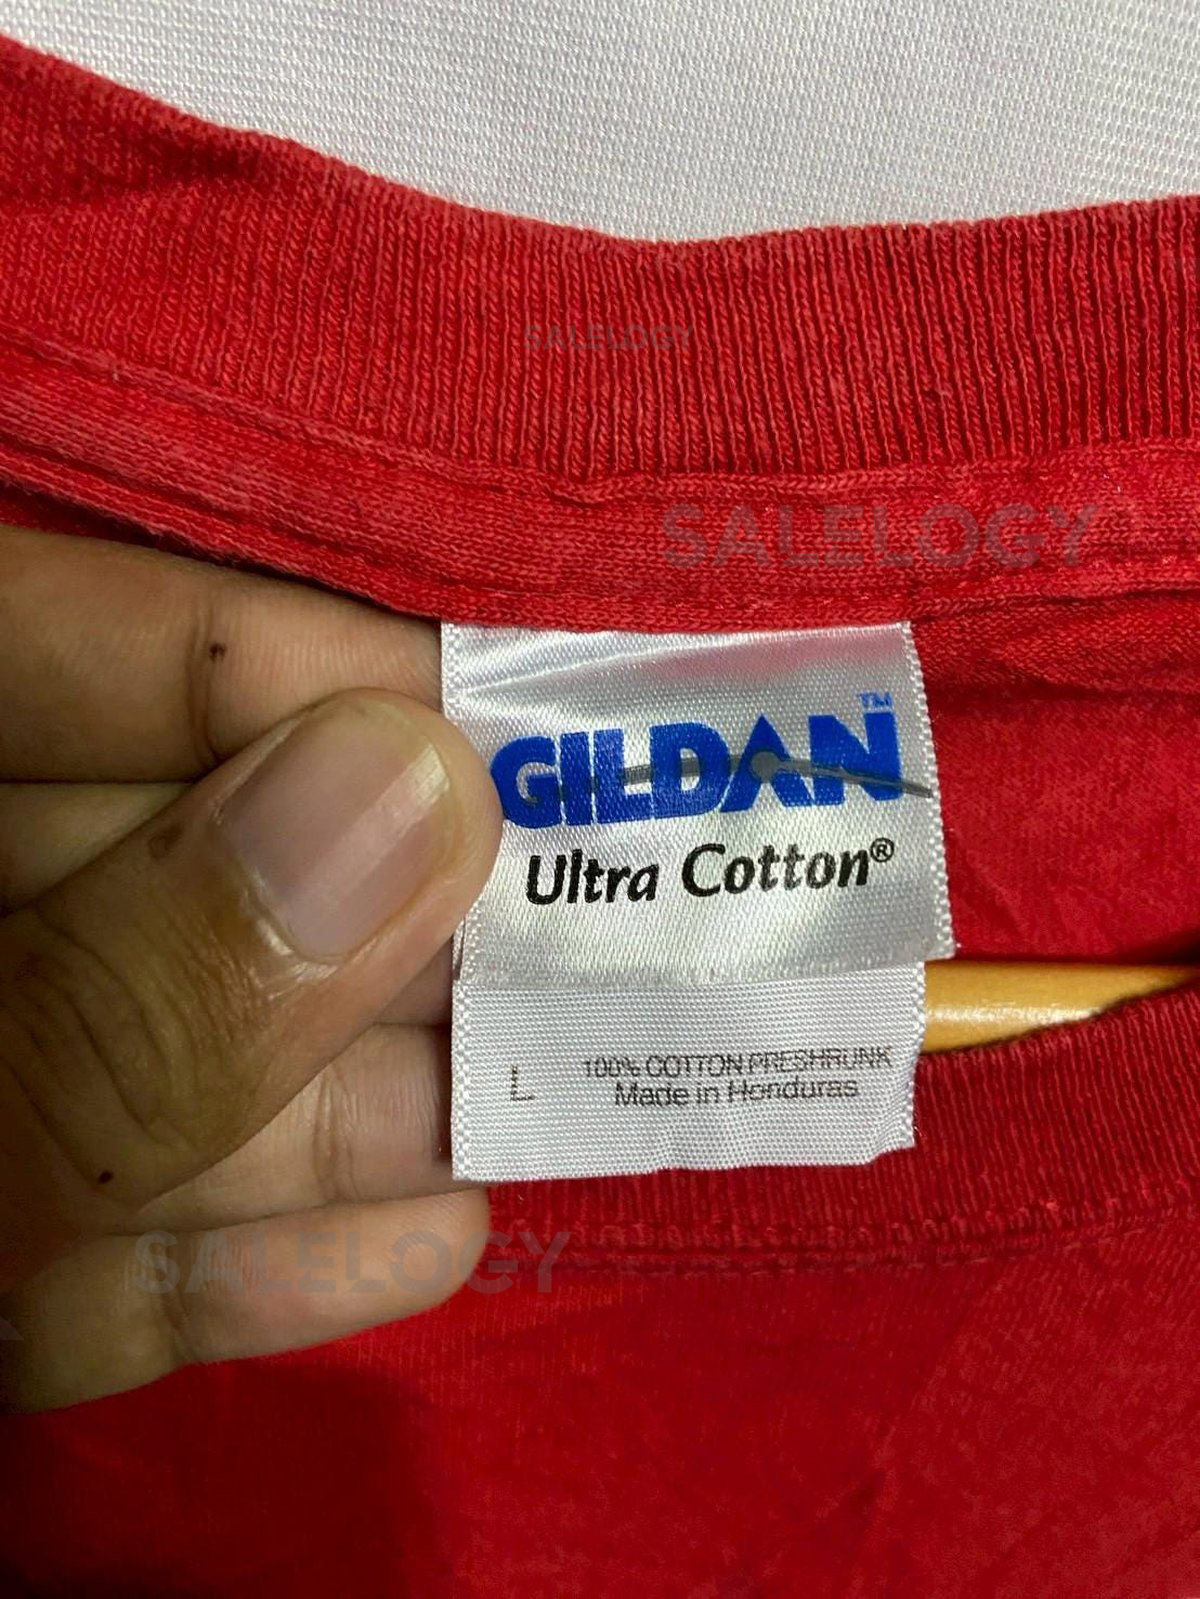 SALELOGY
SALELOGY
GILDAN™
Ultra Cotton®
L
100% COTTON PRESHRUNK
Made in Honduras
SALELOGY